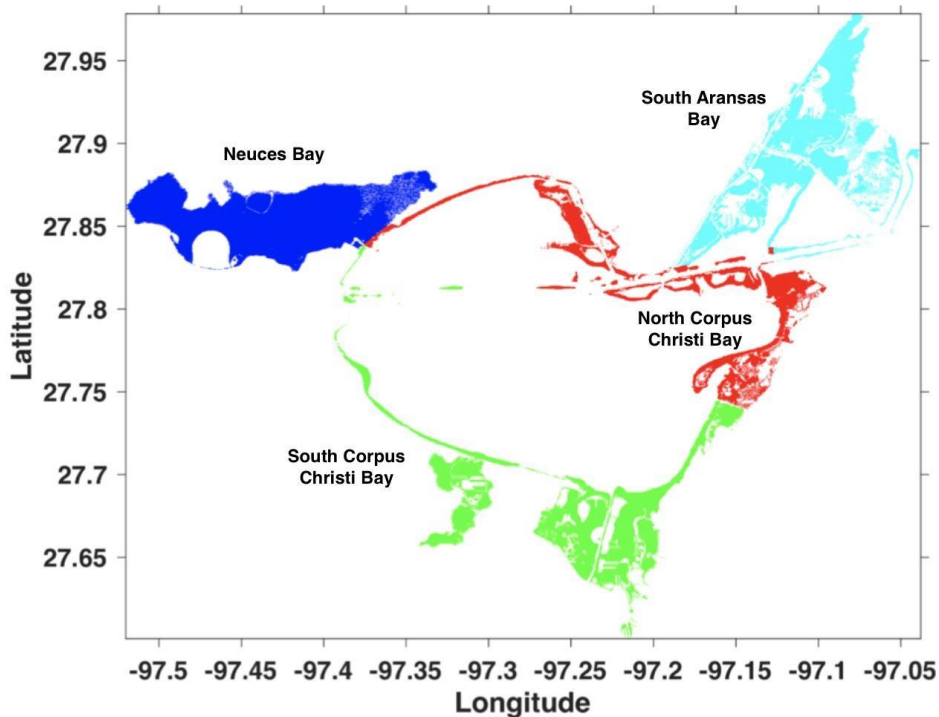 27.95
South Aransas
Bay
27.9
Neuces Bay
27.85
Latitude
27.8
North Corpus
Christi Bay
27.75
South Corpus
Christi Bay
27.7
27.65
-97.5 -97.45 -97.4 -97.35 -97.3 -97.25 -97.2 -97.15 -97.1 -97.05
Longitude